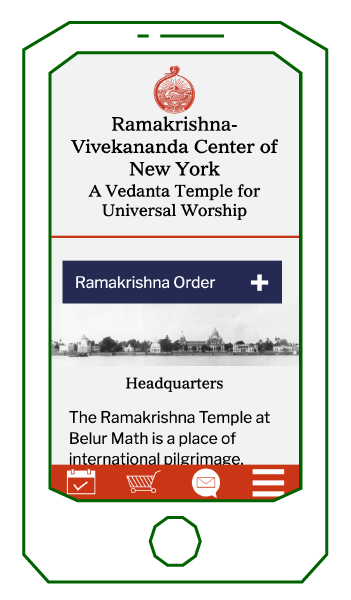 Ramakrishna-
Vivekananda Center of
New York
A Vedanta Temple for
Universal Worship
Ramakrishna Order
Headquarters
The Ramakrishna Temple at
Belur Math is a place of
international pilgrimage.